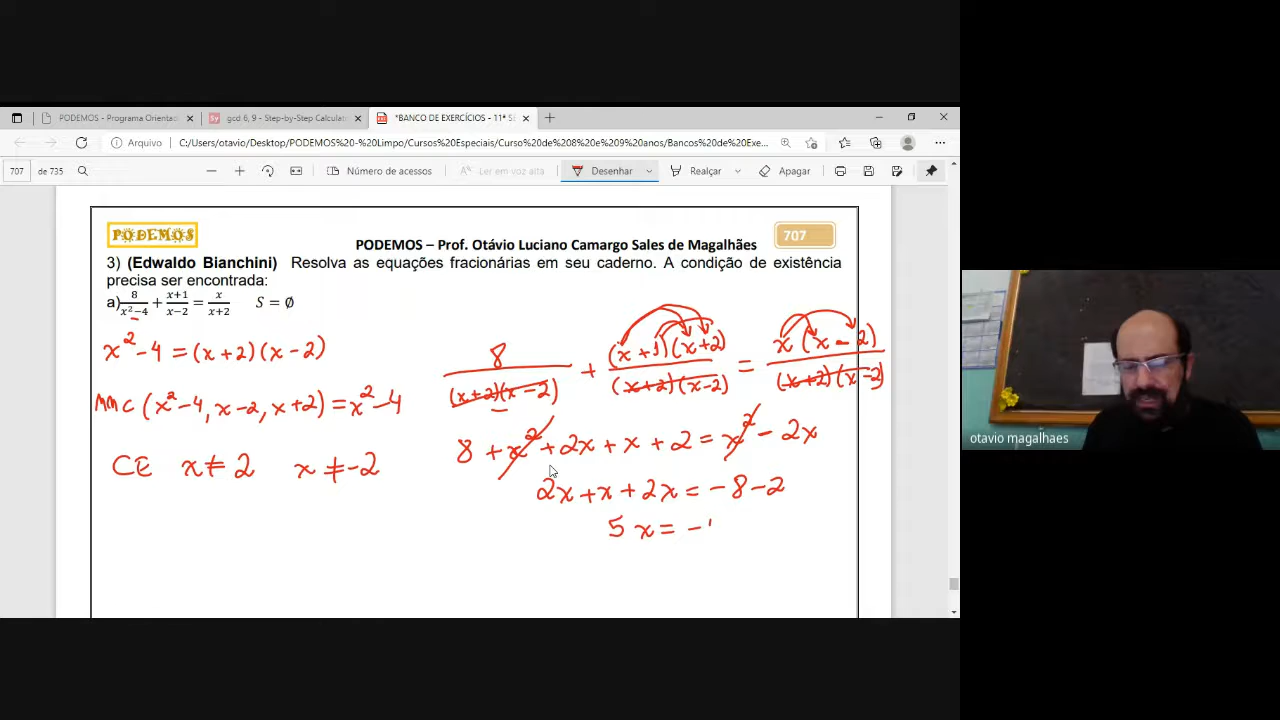 PODEMOS - Programa Orientac
gcd 6, 9 - Step-by-Step Calculat
*BANCO DE EXERCÍCIOS - 11ª SE
Arquivo
C:/Users/otavio/Desktop/PODEMOS%20-%20Limpo/Cursos%20Especiais/Curso%20de%208%20e%209%20anos/Bancos%20de%20Exe...
707 de 735
Número de acessos
Ler em voz alta
Desenhar
Realçar
Apagar
PODEMOS
PODEMOS – Prof. Otávio Luciano Camargo Sales de Magalhães
707
3) (Edwaldo Bianchini) Resolva as equações fracionárias em seu caderno. A condição de existência
precisa ser encontrada:
a) 8/(x²−4) + (x+1)/(x−2) = x/(x+2) S = ∅
x² - 4 = (x+2)(x-2)
8/((x+2)(x-2)) + (x+1)(x+2)/((x+2)(x-2)) = x(x-2)/((x+2)(x-2))
MMC (x²-4, x-2, x+2) = x²-4
8 + x² + 2x + x + 2 = x² - 2x
CE x ≠ 2 x ≠ -2
2x + x + 2x = -8 - 2
5x = -1
otavio magalhaes